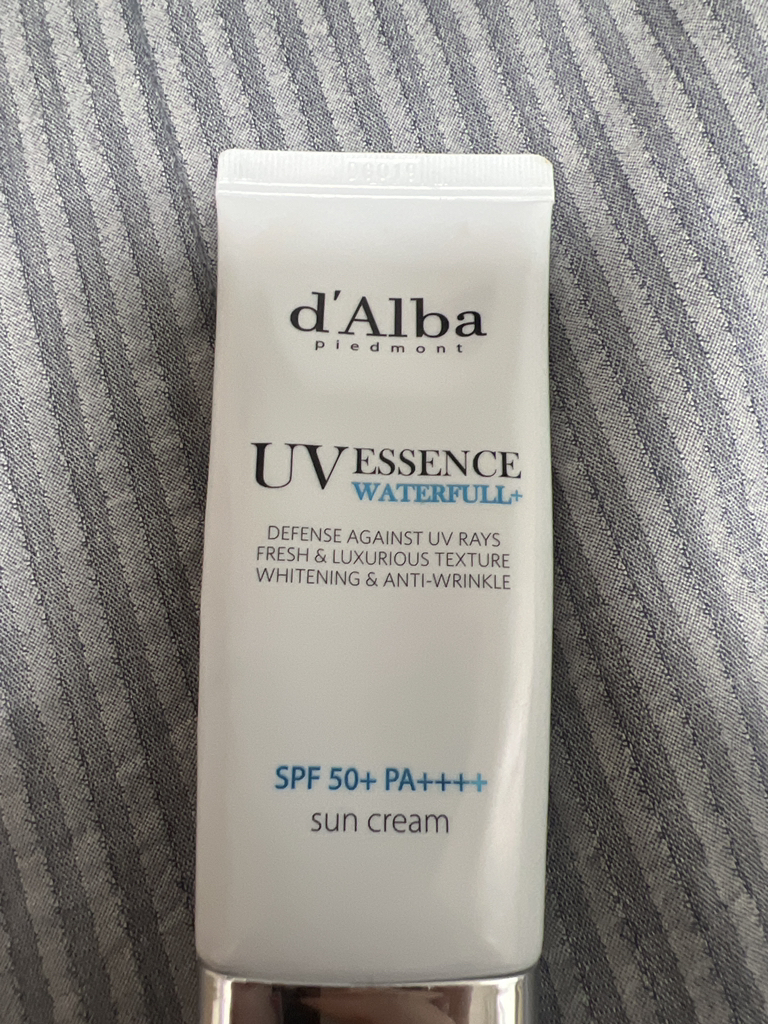 d'Alba
piedmont
UV ESSENCE
WATERFULL+
DEFENSE AGAINST UV RAYS
FRESH & LUXURIOUS TEXTURE
WHITENING & ANTI-WRINKLE
SPF 50+ PA++++
sun cream